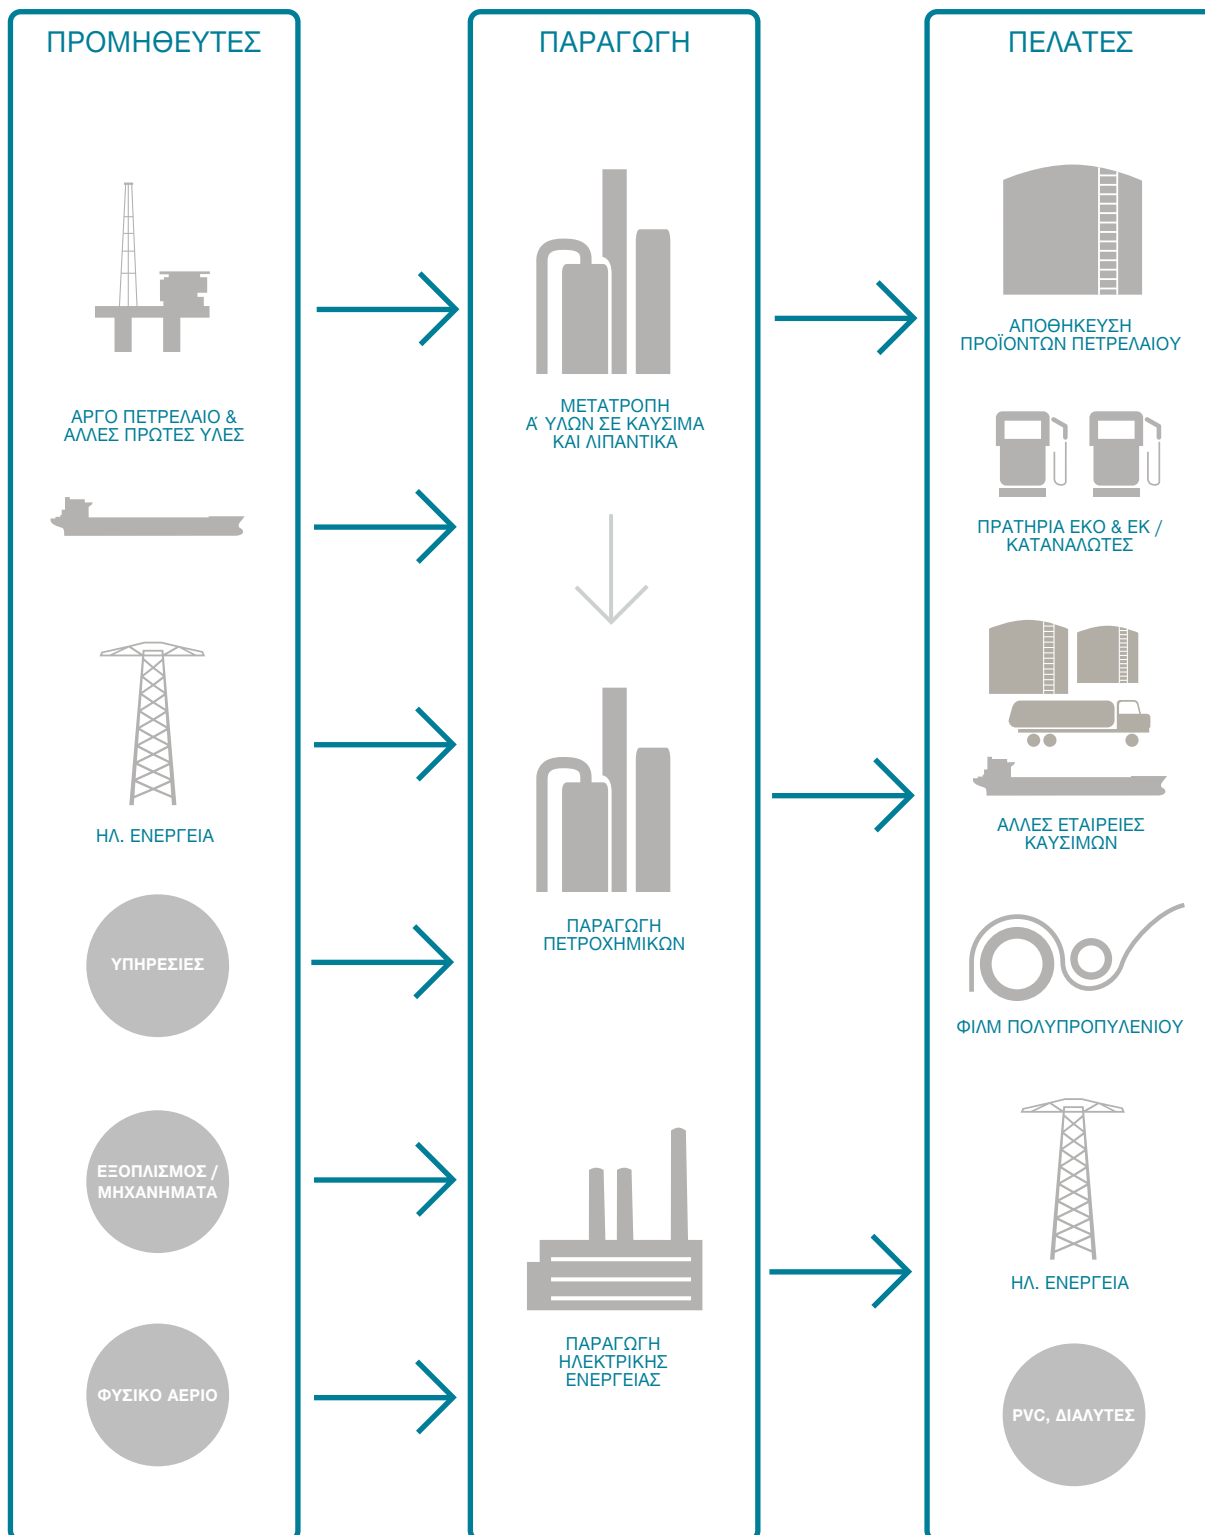 ΠΡΟΜΗΘΕΥΤΕΣ
ΑΡΓΟ ΠΕΤΡΕΛΑΙΟ &
ΑΛΛΕΣ ΠΡΩΤΕΣ ΥΛΕΣ
ΗΛ. ΕΝΕΡΓΕΙΑ
ΥΠΗΡΕΣΙΕΣ
ΕΞΟΠΛΙΣΜΟΣ /
ΜΗΧΑΝΗΜΑΤΑ
ΦΥΣΙΚΟ ΑΕΡΙΟ
ΠΑΡΑΓΩΓΗ
ΜΕΤΑΤΡΟΠΗ
Α΄ ΥΛΩΝ ΣΕ ΚΑΥΣΙΜΑ
ΚΑΙ ΛΙΠΑΝΤΙΚΑ
ΠΑΡΑΓΩΓΗ
ΠΕΤΡΟΧΗΜΙΚΩΝ
ΠΑΡΑΓΩΓΗ
ΗΛΕΚΤΡΙΚΗΣ
ΕΝΕΡΓΕΙΑΣ
ΠΕΛΑΤΕΣ
ΑΠΟΘΗΚΕΥΣΗ
ΠΡΟΪΟΝΤΩΝ ΠΕΤΡΕΛΑΙΟΥ
ΠΡΑΤΗΡΙΑ ΕΚΟ & ΕΚ /
ΚΑΤΑΝΑΛΩΤΕΣ
ΑΛΛΕΣ ΕΤΑΙΡΕΙΕΣ
ΚΑΥΣΙΜΩΝ
ΦΙΛΜ ΠΟΛΥΠΡΟΠΥΛΕΝΙΟΥ
ΗΛ. ΕΝΕΡΓΕΙΑ
PVC, ΔΙΑΛΥΤΕΣ